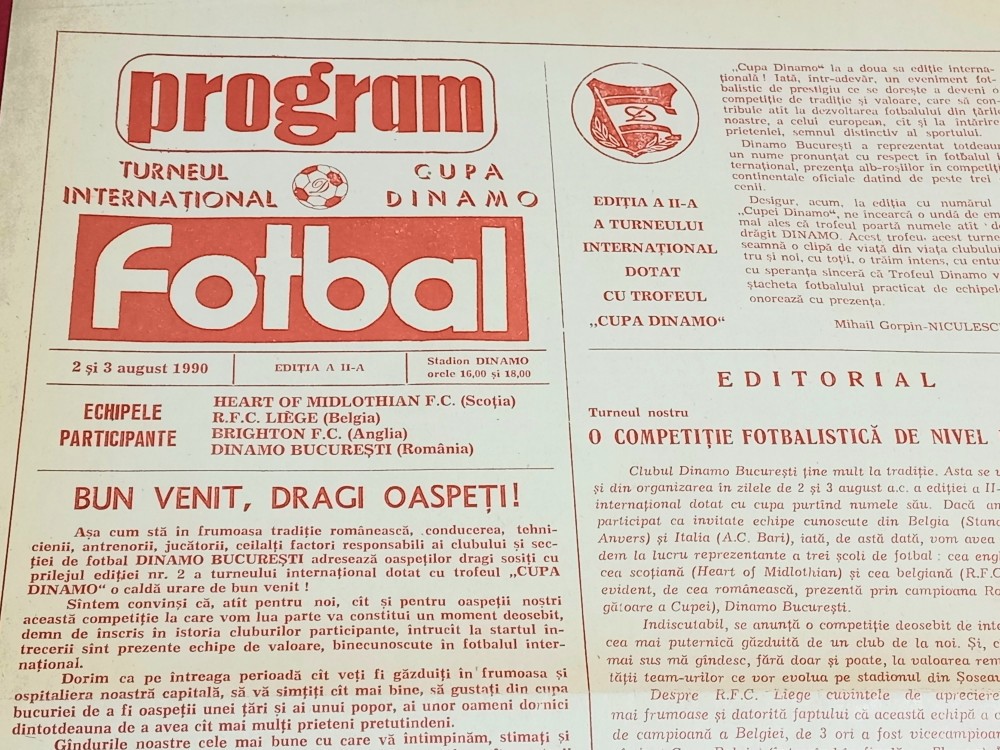 program
TURNEUL
INTERNAȚIONAL
CUPA
DINAMO
Fotbal
2 și 3 august 1990
EDIȚIA A II-A
Stadion DINAMO
orele 16,00 și 18,00
ECHIPELE
PARTICIPANTE
HEART OF MIDLOTHIAN F.C. (Scoția)
R.F.C. LIÈGE (Belgia)
BRIGHTON F.C. (Anglia)
DINAMO BUCUREȘTI (România)
BUN VENIT, DRAGI OASPEȚI!
Așa cum stă în frumoasa tradiție românească, conducerea, tehni-
cienii, antrenorii, jucătorii, ceilalți factori responsabili ai clubului și sec-
ției de fotbal DINAMO BUCUREȘTI adresează oaspeților dragi sosiți cu
prilejul ediției nr. 2 a turneului internațional dotat cu trofeul „CUPA
DINAMO“ o caldă urare de bun venit !
Sîntem convinși că, atît pentru noi, cît și pentru oaspeții noștri
această competiție la care vom lua parte va constitui un moment deosebit,
demn de înscris în istoria cluburilor participante, întrucît la startul în-
trecerii sînt prezente echipe de valoare, binecunoscute în fotbalul inter-
național.
Dorim ca pe întreaga perioadă cît veți fi găzduiți în frumoasa și
ospitaliera noastră capitală, să vă simțiți cît mai bine, să gustați din cupa
bucuriei de a fi oaspeții unei țări și ai unui popor, ai unor oameni dornici
dintotdeauna de a avea cît mai mulți prieteni pretutindeni.
Gîndurile noastre cele mai bune cu care vă întîmpinăm, stimați și
„Cupa Dinamo“ la a doua sa ediție interna-
țională ! Iată, într-adevăr, un eveniment fot-
balistic de prestigiu ce se dorește a deveni o
competiție de tradiție și valoare, care să con-
tribuie atît la dezvoltarea fotbalului din țările
noastre, a celui european, cît și la întărirea
prieteniei, semnul distinctiv al sportului.
Dinamo București a reprezentat totdeauna
un nume pronunțat cu respect în fotbalul in-
ternațional, prezența alb-roșiilor în competiții
continentale oficiale datind de peste trei
cenii.
Desigur, acum, la ediția cu numărul
„Cupei Dinamo“, ne încearcă o undă de em
mai ales că trofeul poartă numele atît de
drăgit DINAMO. Acest trofeu, acest turne
seamnă o clipă de viață din viața clubului
tru și noi, cu toții, o trăim intens, cu entu
cu speranța sinceră că Trofeul Dinamo v
ștacheta fotbalului practicat de echipel
onorează cu prezența.
Mihail Gorpin-NICULESC
EDIȚIA A II-A
A TURNEULUI
INTERNAȚIONAL
DOTAT
CU TROFEUL
„CUPA DINAMO“
EDITORIAL
Turneul nostru
O COMPETIȚIE FOTBALISTICĂ DE NIVEL
Clubul Dinamo București ține mult la tradiție. Asta se v
și din organizarea în zilele de 2 și 3 august a.c. a ediției a II-
internațional dotat cu cupa purtînd numele său. Dacă an
participat ca invitate echipe cunoscute din Belgia (Stan
Anvers) și Italia (A.C. Bari), iată, de astă dată, vom avea
dem la lucru reprezentante a trei școli de fotbal : cea eng
cea scoțiană (Heart of Midlothian) și cea belgiană (R.F.C
evident, de cea românească, prezentă prin campioana Ro
gătoare a Cupei), Dinamo București.
Indiscutabil, se anunță o competiție deosebit de inte
cea mai puternică găzduită de un club de la noi. Și, c
mai sus mă gîndesc, fără doar și poate, la valoarea rem
tății team-urilor ce vor evolua pe stadionul din Șosea
Despre R.F.C. Liege cuvintele de apreciere
mai frumoase și datorită faptului că această echipă a
de campioană a Belgiei, de 3 ori a fost vicecampioan